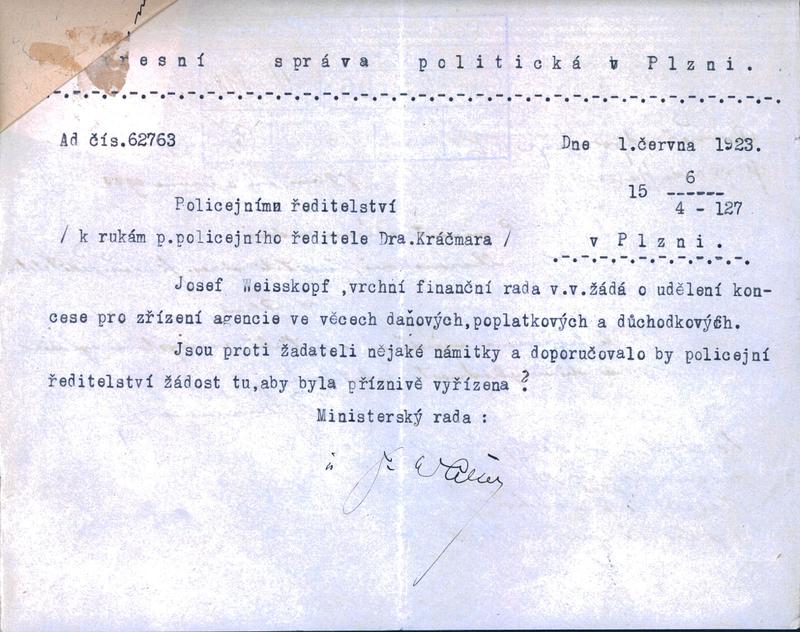 resní správa politická v Plzni.
Ad čís.62763
Dne 1.června 1923.
15 6
4 - 127
Policejnímu ředitelství
/ k rukám p.policejního ředitele Dra.Kráčmara /
v Plzni.
Josef Weisskopf ,vrchní finanční rada v.v.žádá o udělení kon-
cese pro zřízení agencie ve věcech daňových,poplatkových a důchodkových.
Jsou proti žadateli nějaké námitky a doporučovalo by policejní
ředitelství žádost tu,aby byla příznivě vyřízena ?
Ministerský rada :